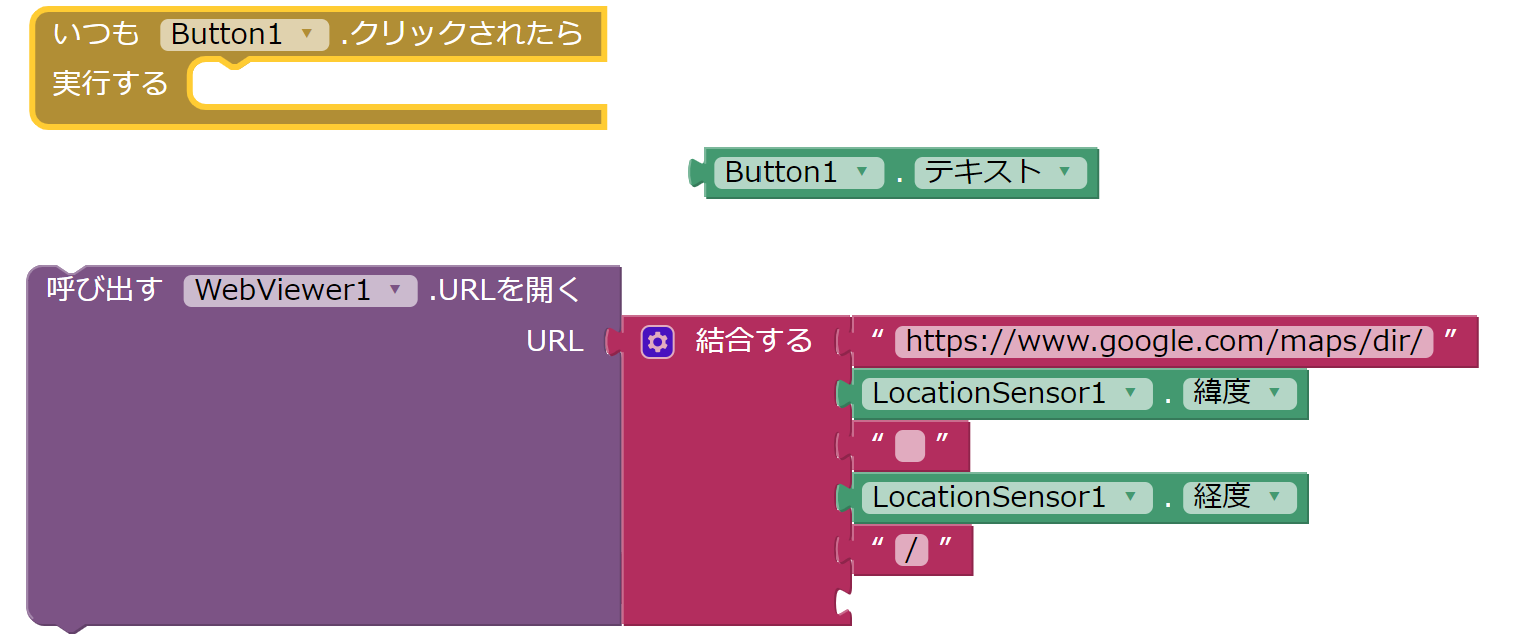 いつも Button1 .クリックされたら
実行する
Button1 . テキスト
呼び出す WebViewer1 .URLを開く
URL 結合する “ https://www.google.com/maps/dir/ ”
LocationSensor1 . 緯度
“ ”
LocationSensor1 . 経度
“ / ”